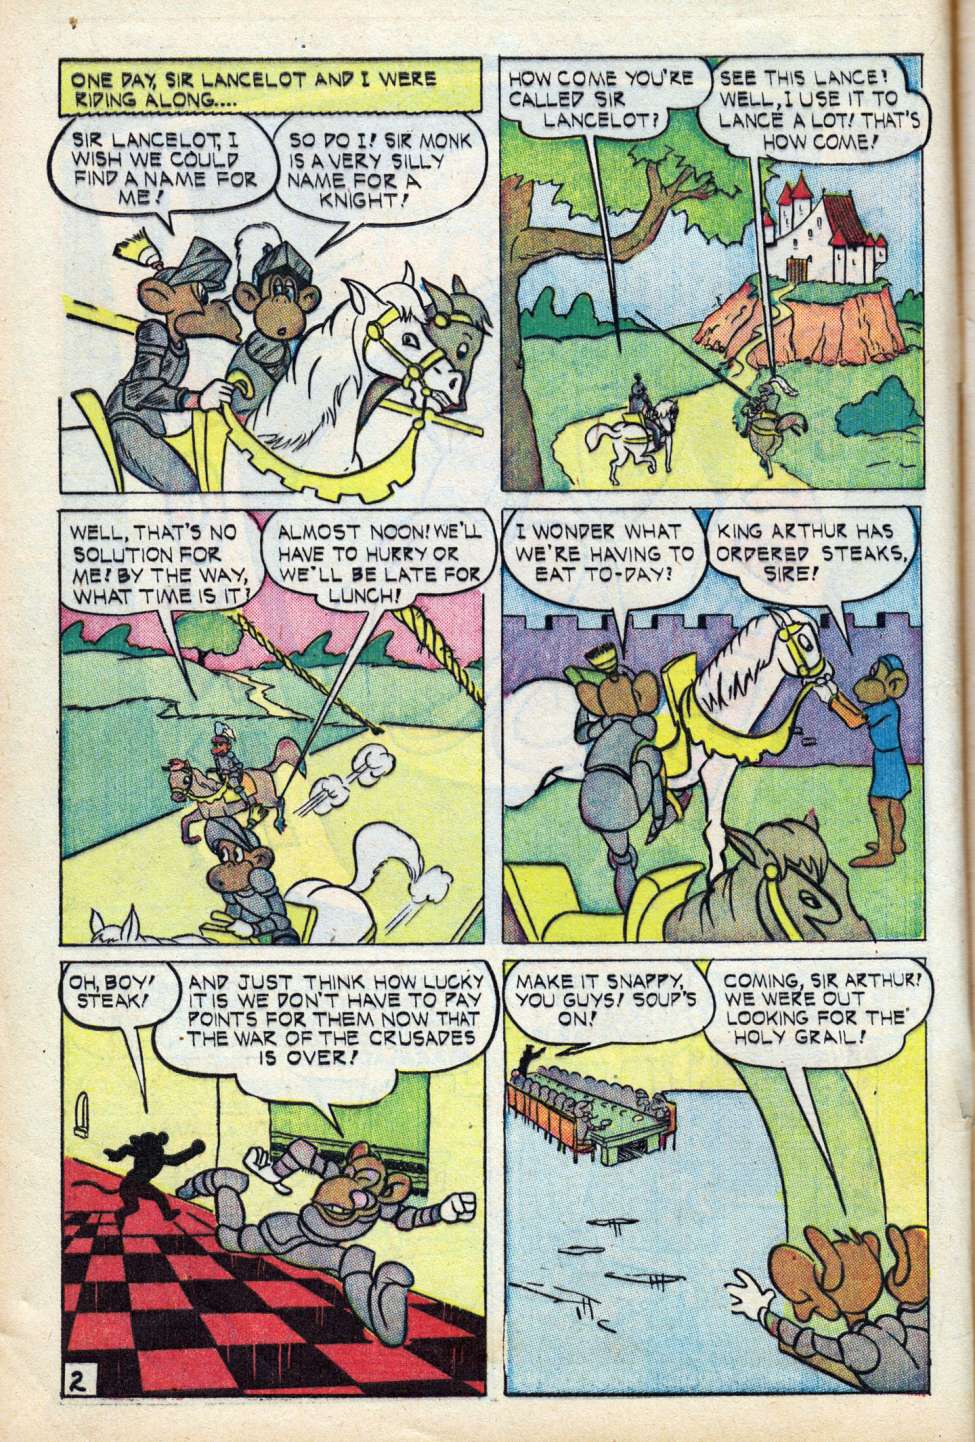 ONE DAY, SIR LANCELOT AND I WERE
RIDING ALONG....
SIR LANCELOT, I
WISH WE COULD
FIND A NAME FOR
ME!
SO DO I! SIR MONK
IS A VERY SILLY
NAME FOR A
KNIGHT!
HOW COME YOU'RE
CALLED SIR
LANCELOT?
SEE THIS LANCE?
WELL, I USE IT TO
LANCE A LOT! THAT'S
HOW COME!
WELL, THAT'S NO
SOLUTION FOR
ME! BY THE WAY,
WHAT TIME IS IT?
ALMOST NOON! WE'LL
HAVE TO HURRY OR
WE'LL BE LATE FOR
LUNCH!
I WONDER WHAT
WE'RE HAVING TO
EAT TO-DAY?
KING ARTHUR HAS
ORDERED STEAKS,
SIRE!
OH, BOY!
STEAK!
AND JUST THINK HOW LUCKY
IT IS WE DON'T HAVE TO PAY
POINTS FOR THEM NOW THAT
THE WAR OF THE CRUSADES
IS OVER!
MAKE IT SNAPPY,
YOU GUYS! SOUP'S
ON!
COMING, SIR ARTHUR!
WE WERE OUT
LOOKING FOR THE
HOLY GRAIL!
2